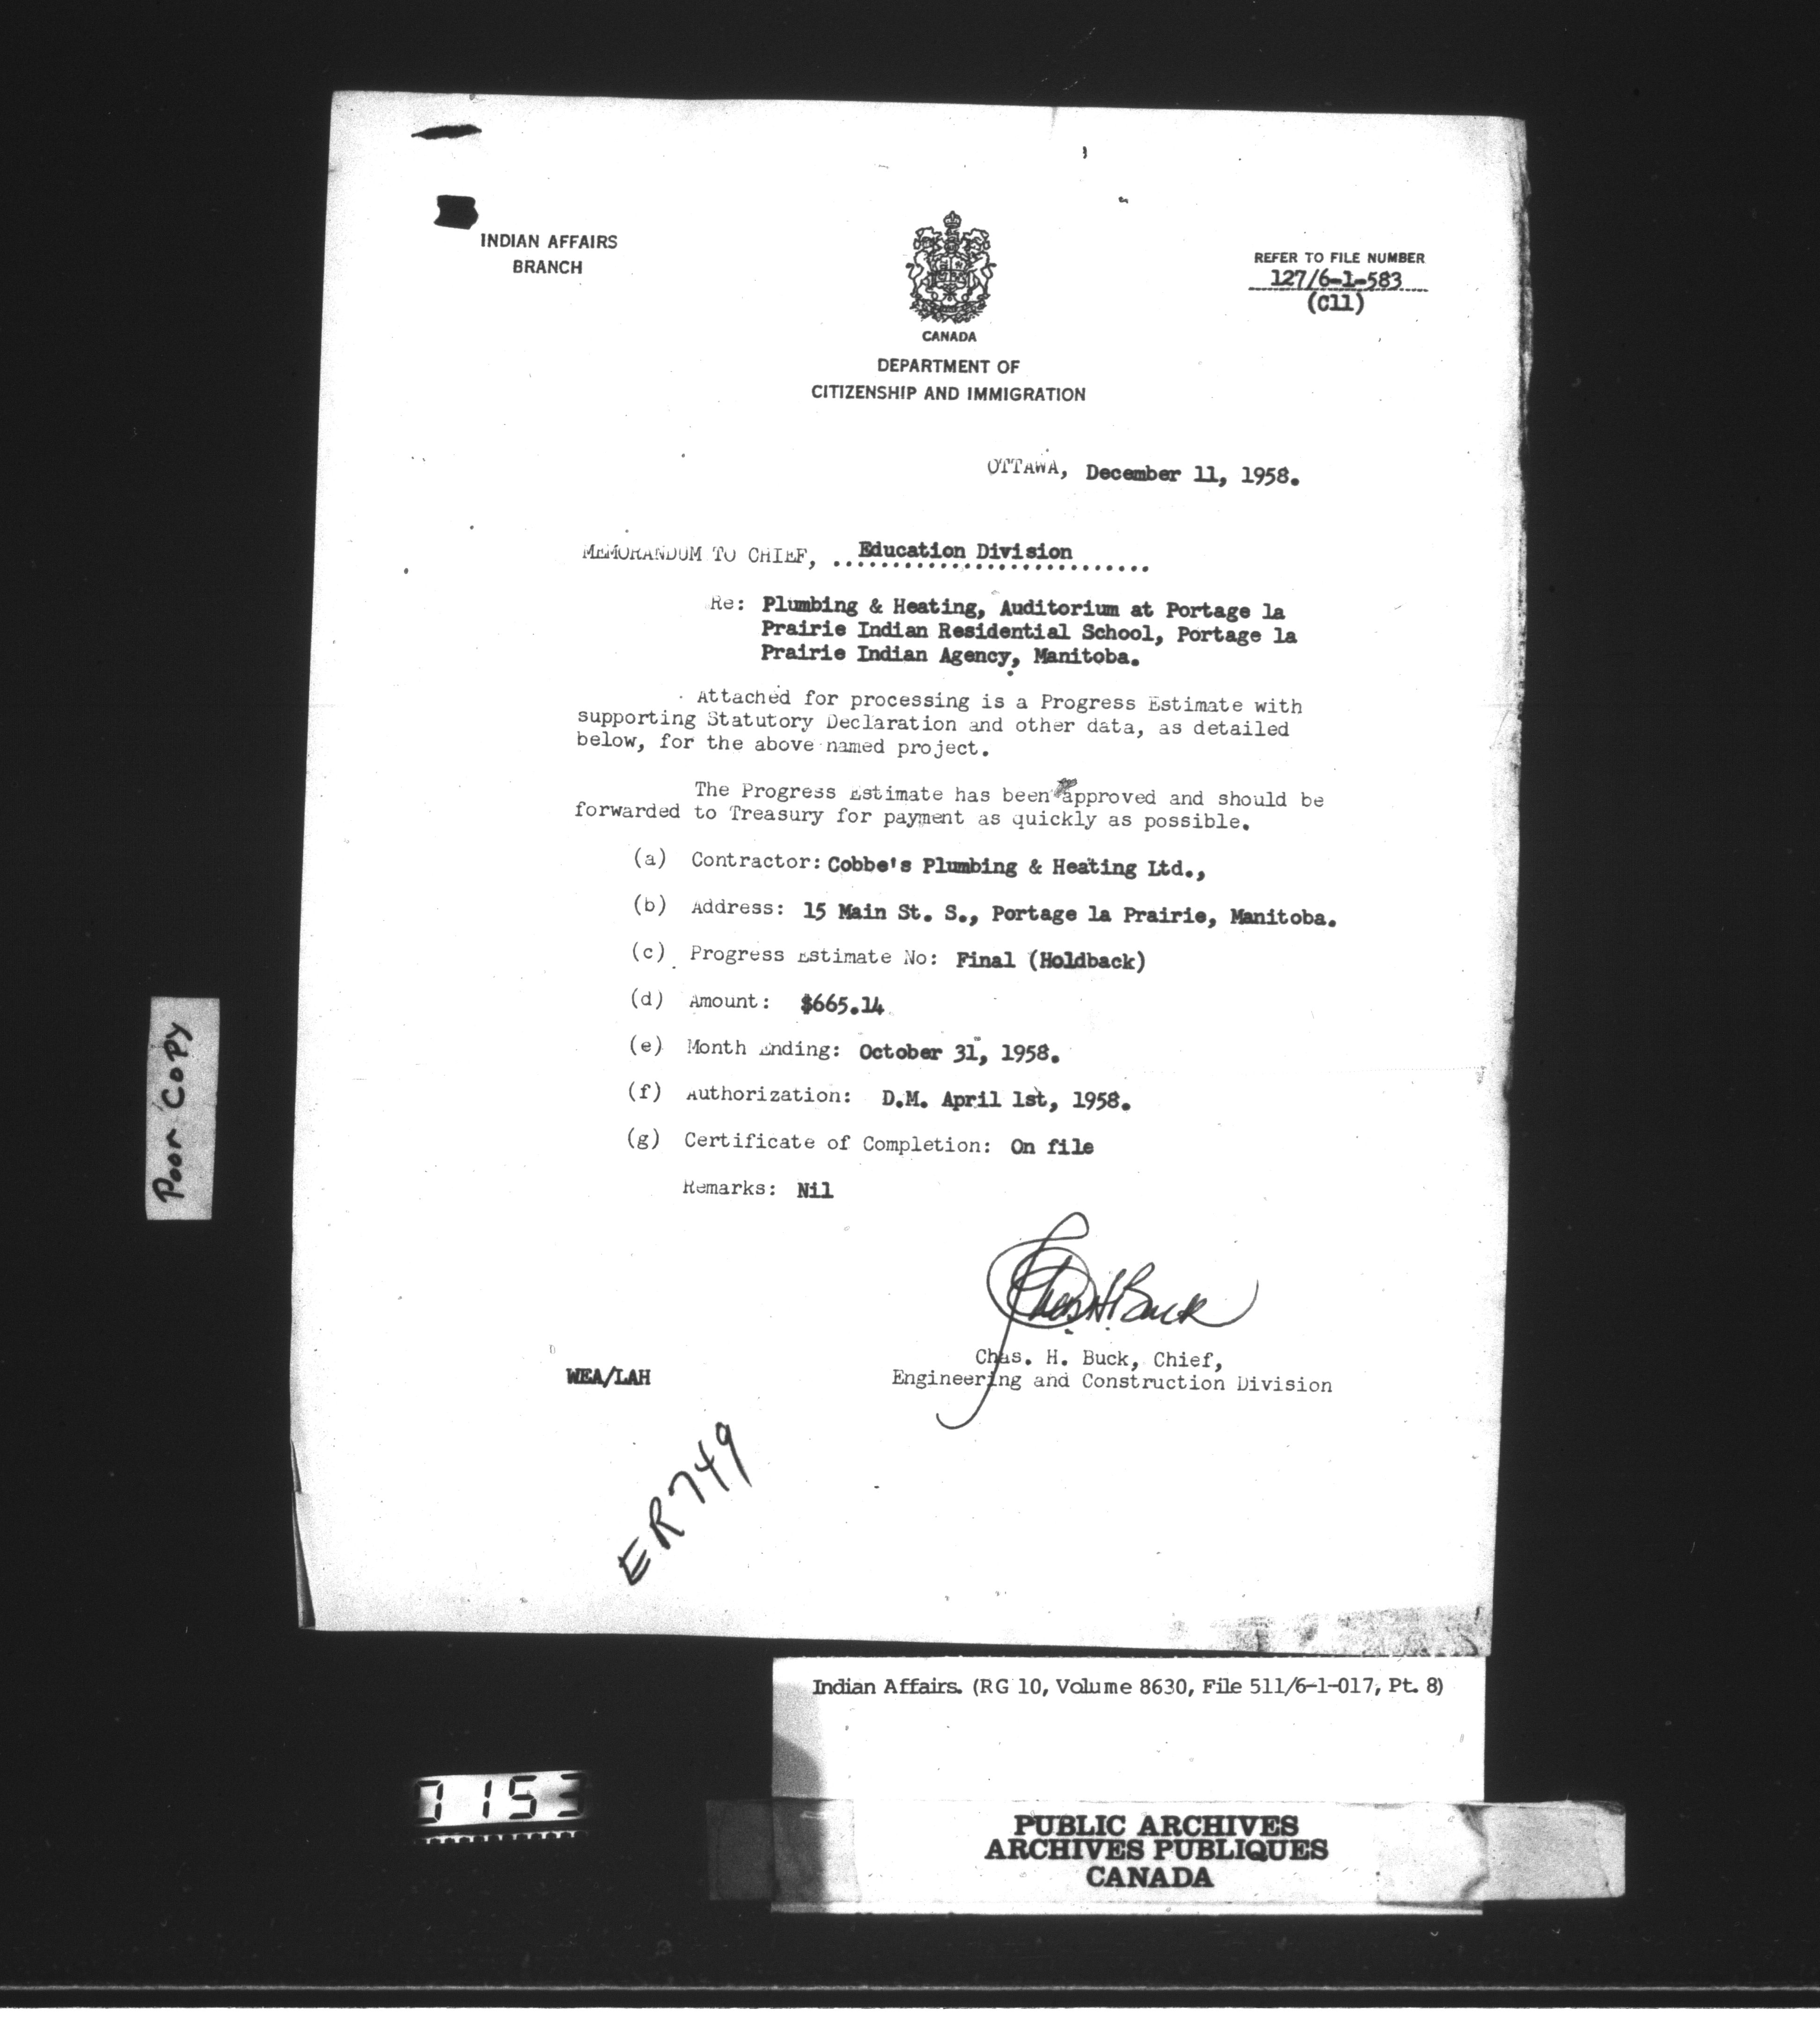 INDIAN AFFAIRS
BRANCH
CANADA
DEPARTMENT OF
CITIZENSHIP AND IMMIGRATION
REFER TO FILE NUMBER
127/6-1-583
(C11)
OTTAWA, December 11, 1958.
MEMORANDUM TO CHIEF, Education Division
Re: Plumbing & Heating, Auditorium at Portage la
Prairie Indian Residential School, Portage la
Prairie Indian Agency, Manitoba.
Attached for processing is a Progress Estimate with
supporting Statutory Declaration and other data, as detailed
below, for the above named project.
The Progress Estimate has been approved and should be
forwarded to Treasury for payment as quickly as possible.
(a) Contractor: Cobbe's Plumbing & Heating Ltd.,
(b) Address: 15 Main St. S., Portage la Prairie, Manitoba.
(c) Progress Estimate No: Final (Holdback)
(d) Amount: $665.14
(e) Month Ending: October 31, 1958.
(f) Authorization: D.M. April 1st, 1958.
(g) Certificate of Completion: On file
Remarks: Nil
Chas H Buck
Chas. H. Buck, Chief,
Engineering and Construction Division
WEA/LAH
ER749
Poor Copy
Indian Affairs. (RG 10, Volume 8630, File 511/6-1-017, Pt. 8)
0153
PUBLIC ARCHIVES
ARCHIVES PUBLIQUES
CANADA